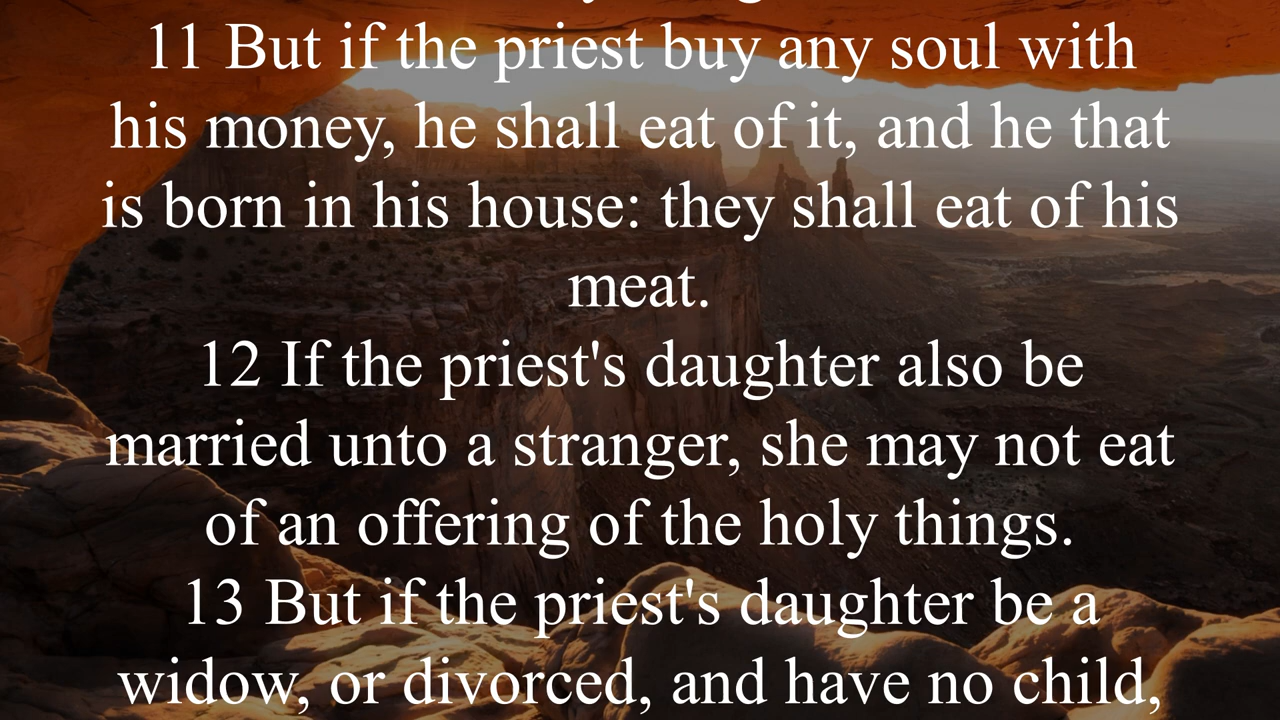 11 But if the priest buy any soul with
his money, he shall eat of it, and he that
is born in his house: they shall eat of his
meat.
12 If the priest's daughter also be
married unto a stranger, she may not eat
of an offering of the holy things.
13 But if the priest's daughter be a
widow, or divorced, and have no child,